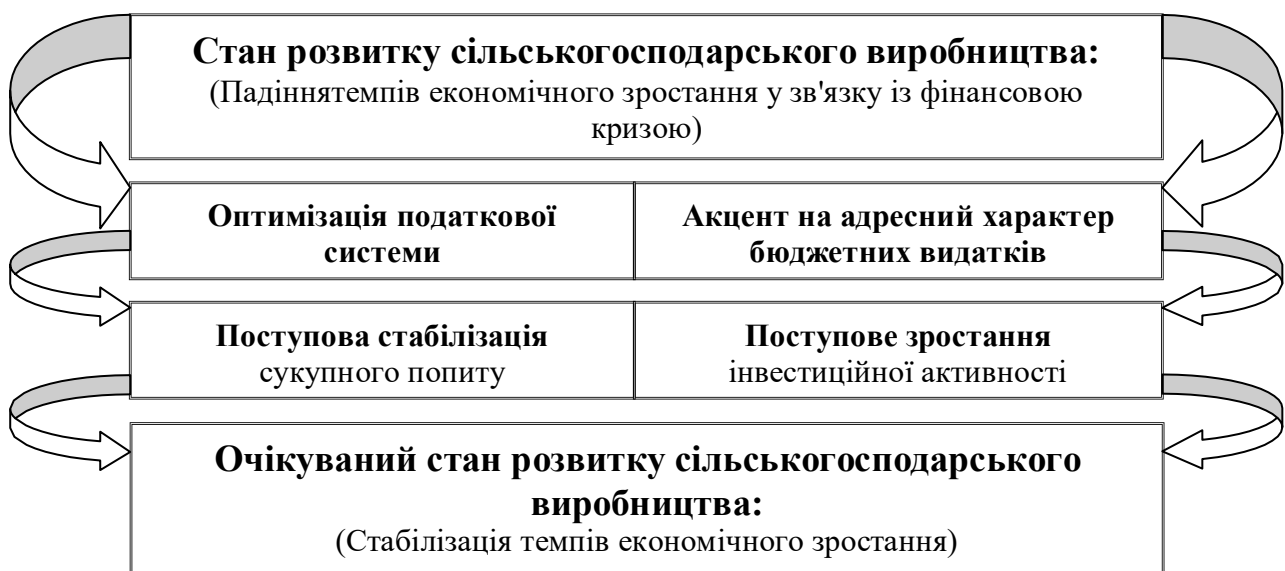 Стан розвитку сільськогосподарського виробництва:
(Падіннятемпів економічного зростання у зв'язку із фінансовою
кризою)
Оптимізація податкової
системи
Акцент на адресний характер
бюджетних видатків
Поступова стабілізація
сукупного попиту
Поступове зростання
інвестиційної активності
Очікуваний стан розвитку сільськогосподарського
виробництва:
(Стабілізація темпів економічного зростання)